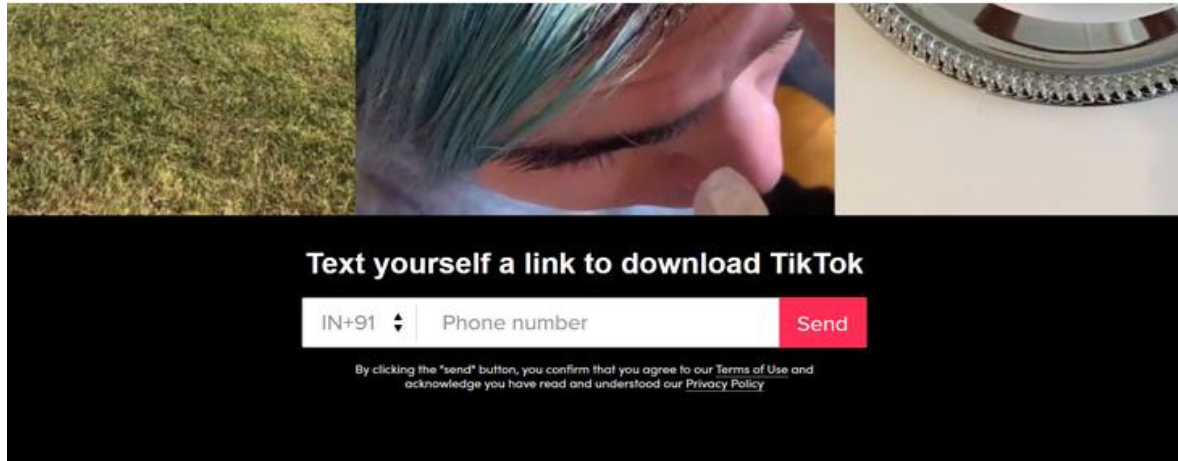 Text yourself a link to download TikTok
IN+91 Phone number Send
By clicking the "send" button, you confirm that you agree to our Terms of Use and
acknowledge you have read and understood our Privacy Policy